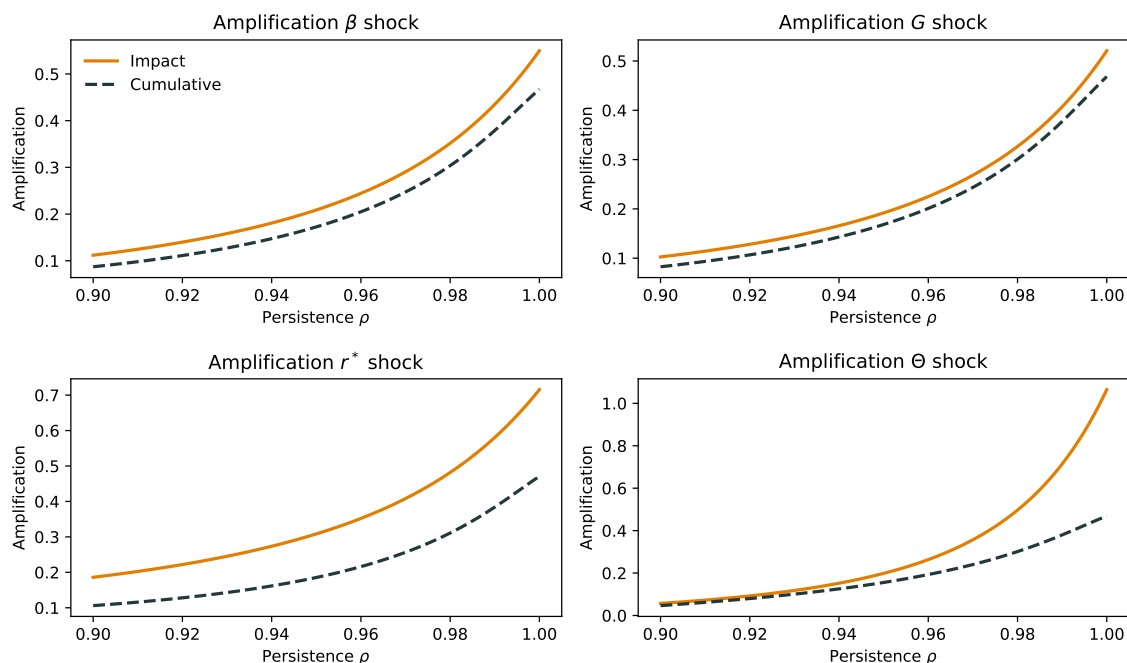 Amplification β shock
Amplification
0.5
0.4
0.3
0.2
0.1
Impact
Cumulative
0.90 0.92 0.94 0.96 0.98 1.00
Persistence ρ
Amplification G shock
Amplification
0.5
0.4
0.3
0.2
0.1
0.90 0.92 0.94 0.96 0.98 1.00
Persistence ρ
Amplification r* shock
Amplification
0.7
0.6
0.5
0.4
0.3
0.2
0.1
0.90 0.92 0.94 0.96 0.98 1.00
Persistence ρ
Amplification Θ shock
Amplification
1.0
0.8
0.6
0.4
0.2
0.0
0.90 0.92 0.94 0.96 0.98 1.00
Persistence ρ